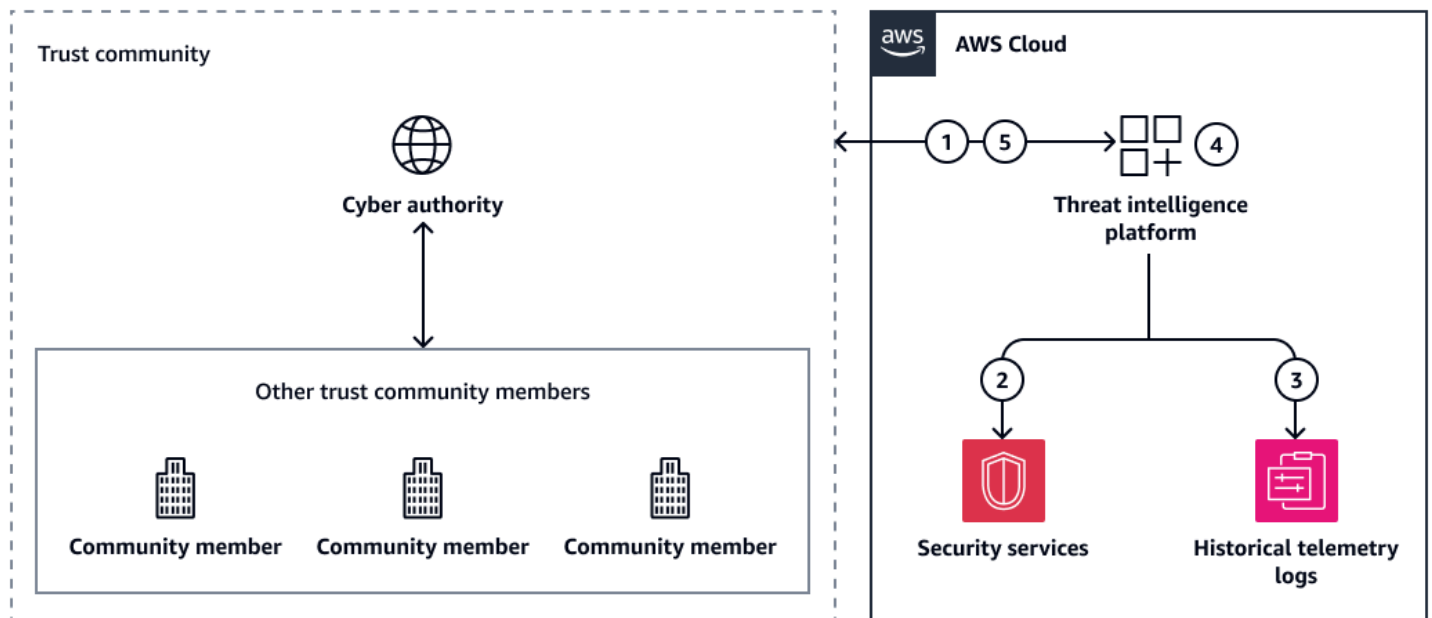 Trust community
aws
AWS Cloud
1
5
4
Cyber authority
Threat intelligence
platform
Other trust community members
2
3
Community member
Community member
Community member
Security services
Historical telemetry
logs